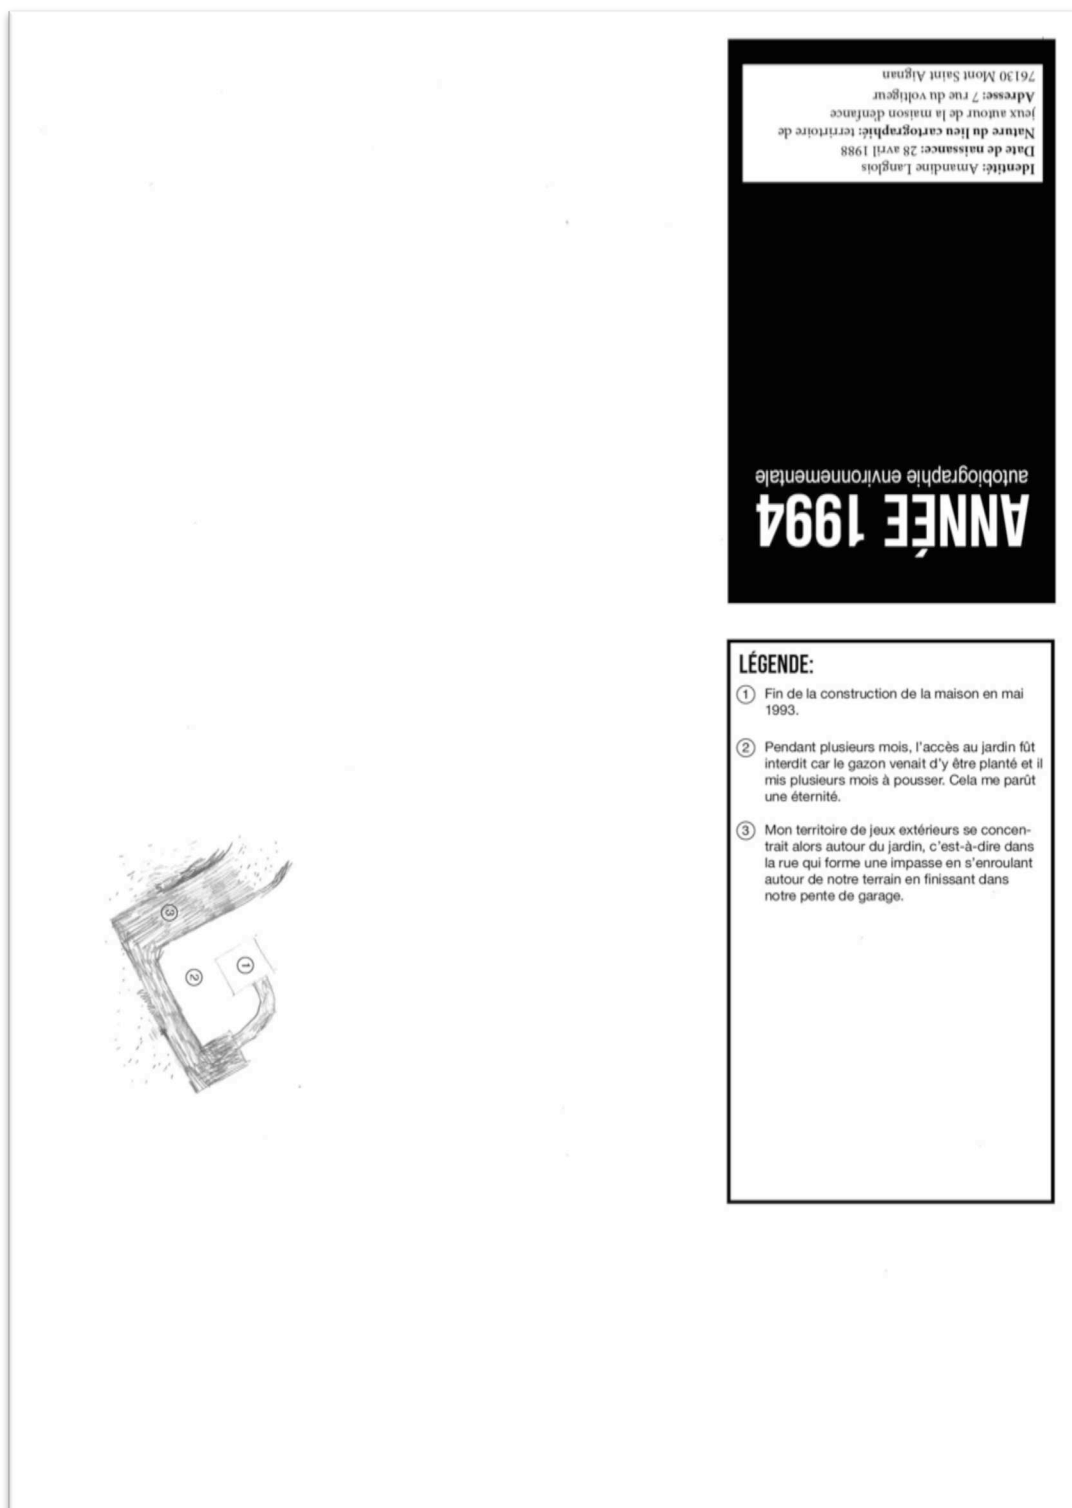 ANNÉE 1994
autobiographie environnementale
Identité: Amandine Langlois
Date de naissance: 28 avril 1988
Nature du lieu cartographié: terrirtoire de
jeux autour de la maison denfance
Adresse: 7 rue du voltigeur
76130 Mont Saint Aignan
LÉGENDE:
1 Fin de la construction de la maison en mai
1993.
2 Pendant plusieurs mois, l'accès au jardin fût
interdit car le gazon venait d'y être planté et il
mis plusieurs mois à pousser. Cela me parût
une éternité.
3 Mon territoire de jeux extérieurs se concen-
trait alors autour du jardin, c'est-à-dire dans
la rue qui forme une impasse en s'enroulant
autour de notre terrain en finissant dans
notre pente de garage.
3
2
1